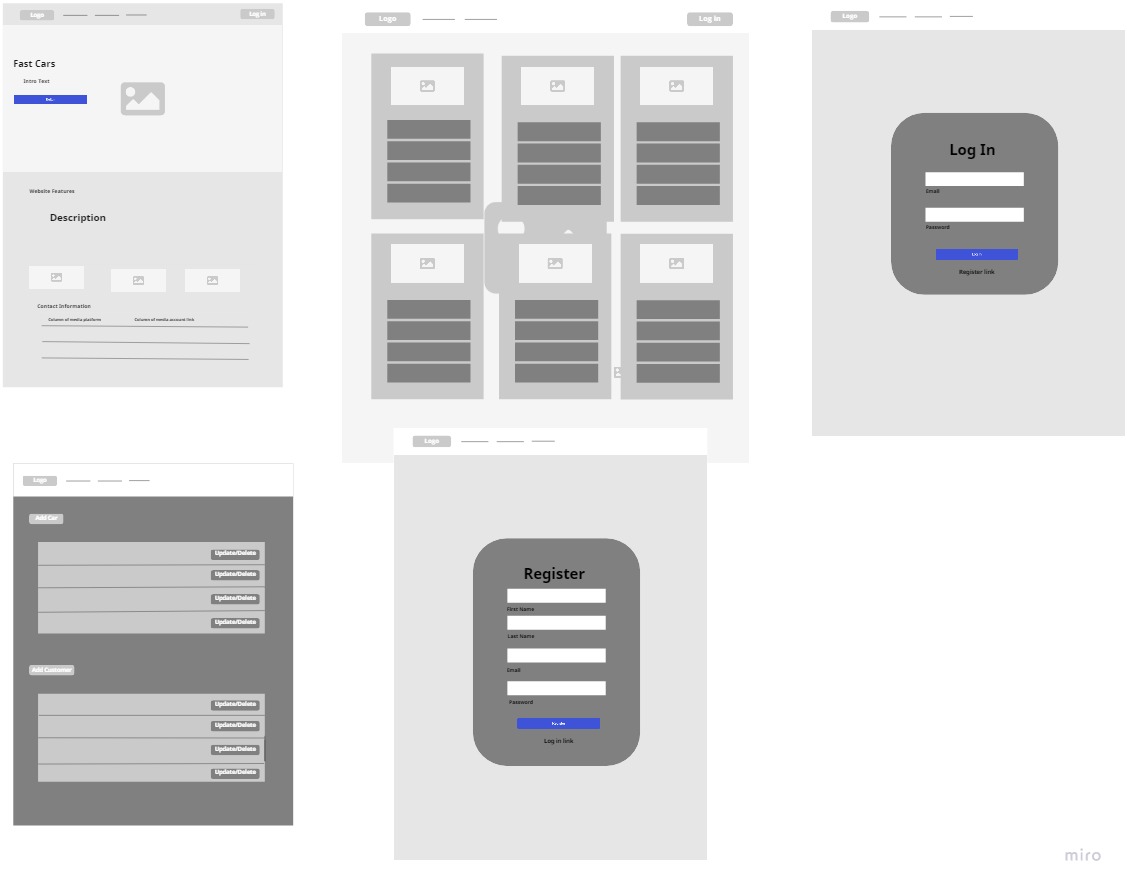 Logo
Log in
Fast Cars
Intro Text
Website Features
Description
Contact Information
Column of media platform Column of media account link
Logo
Log in
Logo
Log In
Email
Password
Log in
Register link
Logo
Add Car
Update/Delete
Update/Delete
Update/Delete
Update/Delete
Add Customer
Update/Delete
Update/Delete
Update/Delete
Update/Delete
Logo
Register
First Name
Last Name
Email
Password
Log in link
miro